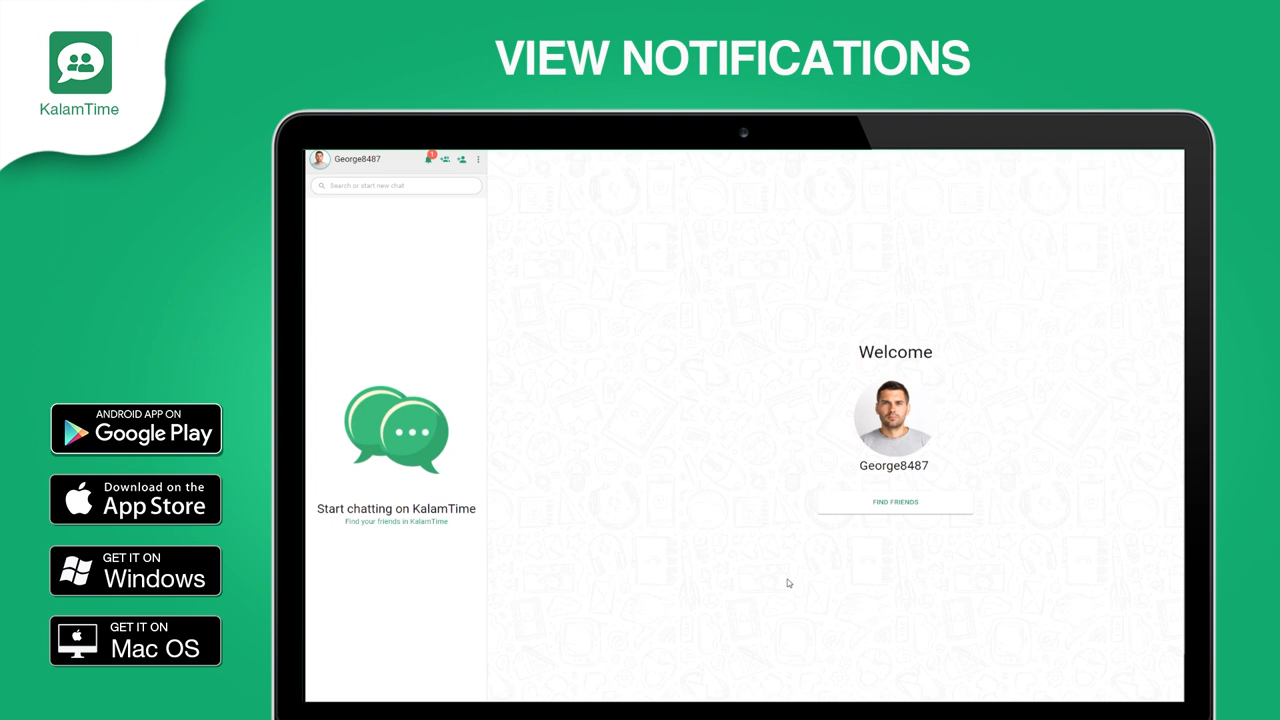 KalamTime
VIEW NOTIFICATIONS
George8487
1
Search or start new chat
Welcome
George8487
FIND FRIENDS
Start chatting on KalamTime
Find your friends in KalamTime
ANDROID APP ON
Google Play
Download on the
App Store
GET IT ON
Windows
GET IT ON
Mac OS